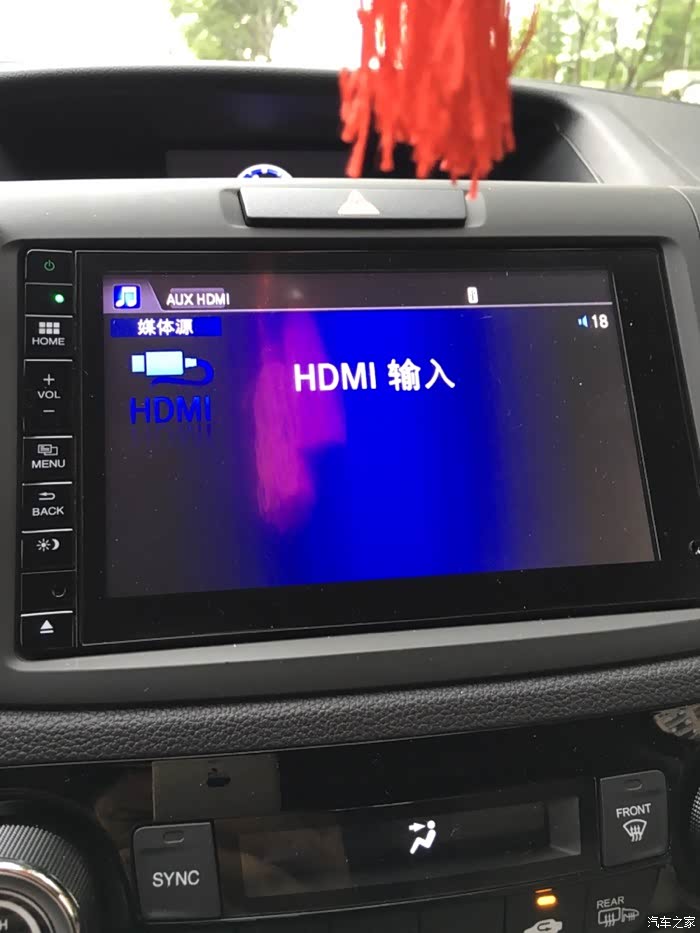 AUX HDMI
媒体源
18
HOME
HDMI 输入
+
VOL
−
HDMI
MENU
BACK
FRONT
SYNC
REAR
汽车之家